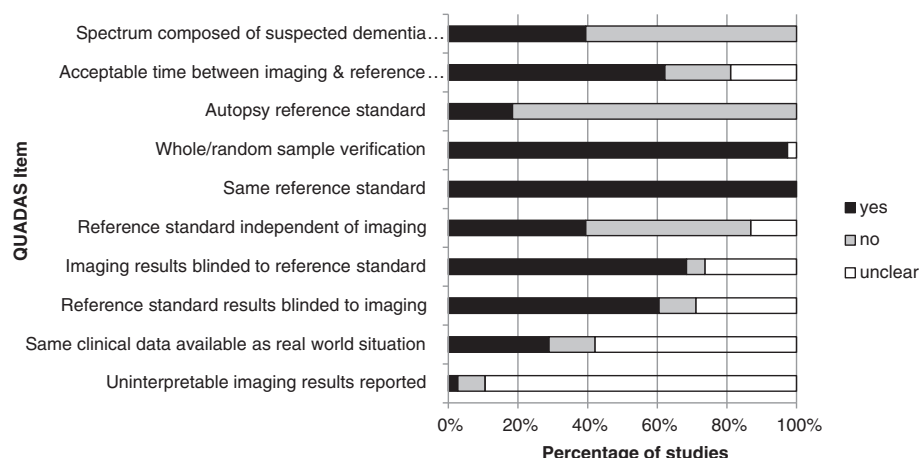 Spectrum composed of suspected dementia…
Acceptable time between imaging & reference…
Autopsy reference standard
Whole/random sample verification
Same reference standard
Reference standard independent of imaging
Imaging results blinded to reference standard
Reference standard results blinded to imaging
Same clinical data available as real world situation
Uninterpretable imaging results reported
QUADAS Item
0% 20% 40% 60% 80% 100%
Percentage of studies
yes
no
unclear